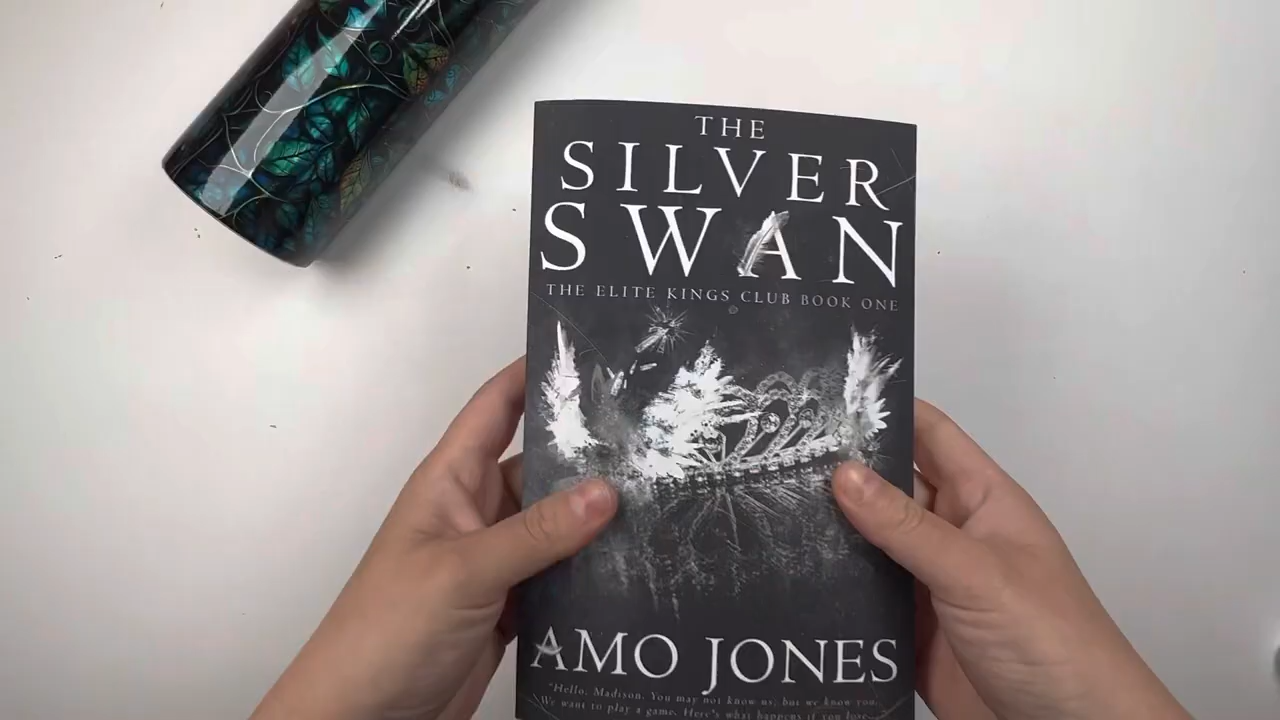 THE
SILVER
SWAN
THE ELITE KINGS CLUB BOOK ONE
AMO JONES
"Hello, Madison. You may not know us, but we know you...
We want to play a game. Here's what happens if you lose...